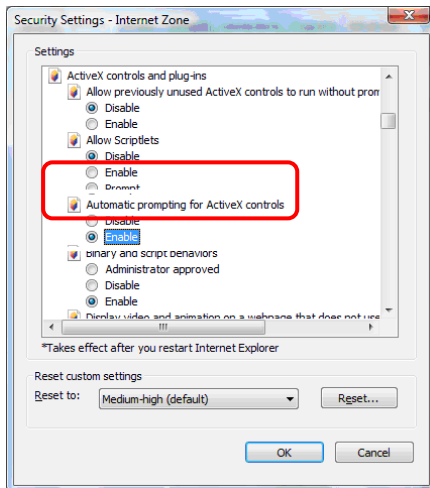 Security Settings - Internet Zone
Settings
ActiveX controls and plug-ins
Allow previously unused ActiveX controls to run without prom
Disable
Enable
Allow Scriptlets
Disable
Enable
Prompt
Automatic prompting for ActiveX controls
Disable
Enable
Binary and script behaviors
Administrator approved
Disable
Enable
Display video and animation on a webpage that does not use
*Takes effect after you restart Internet Explorer
Reset custom settings
Reset to: Medium-high (default) Reset...
OK Cancel